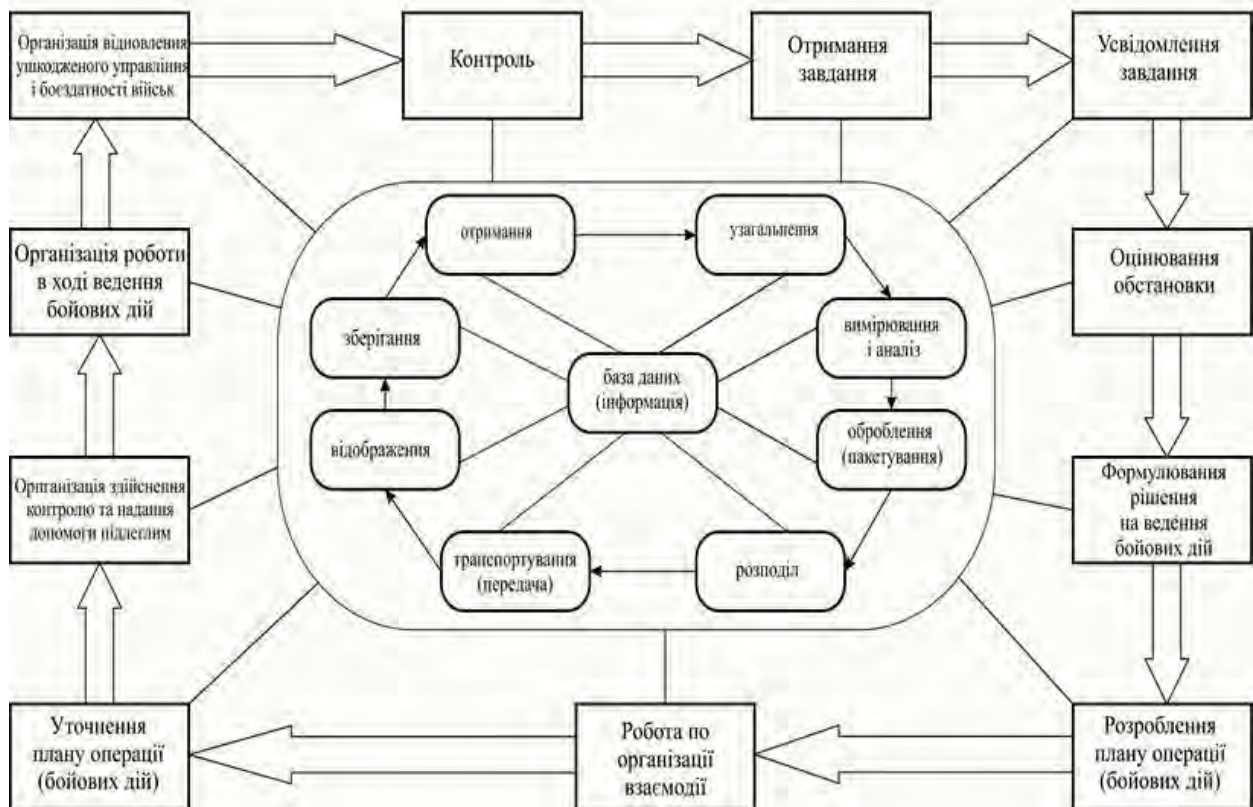 Організація відновлення
ушкодженого управління
і боєздатності військ
Контроль
Отримання
завдання
Усвідомлення
завдання
отримання
узагальнення
Організація роботи
в ході ведення
бойових дій
Оцінювання
обстановки
зберігання
вимірювання
і аналіз
база даних
(інформація)
відображення
оброблення
(пакетування)
Орпганізація здійснення
контролю та надання
допомоги підлеглим
Формулювання
рішення
на ведення
бойових дій
транспортування
(передача)
розподіл
Уточнення
плану операції
(бойових дій)
Робота по
організації
взаємодії
Розроблення
плану операції
(бойових дій)